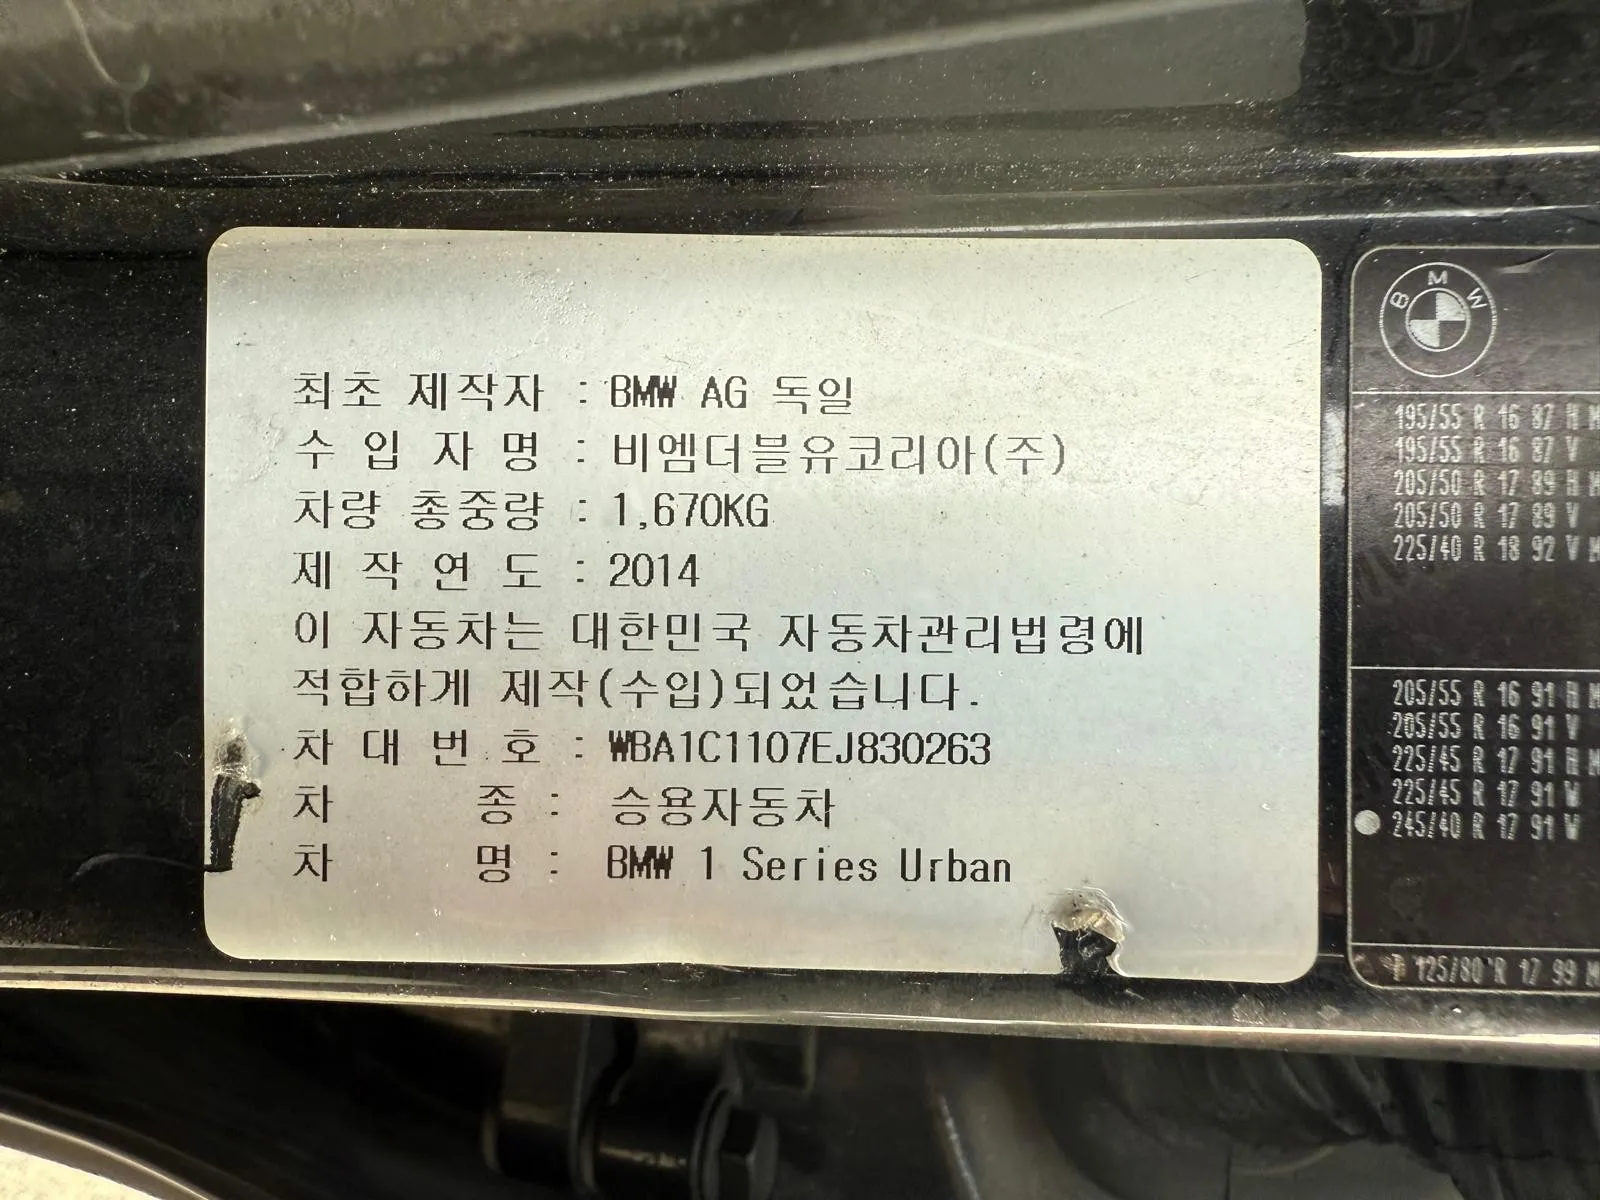 최초 제작자 : BMW AG 독일
수 입 자 명 : 비엠더블유코리아(주)
차량 총중량 : 1,670KG
제 작 연 도 : 2014
이 자동차는 대한민국 자동차관리법령에
적합하게 제작(수입)되었습니다.
차 대 번 호 : WBA1C1107EJ830263
차 종 : 승용자동차
차 명 : BMW 1 Series Urban
BMW
195/55 R 16 87 H M
195/55 R 16 87 V
205/50 R 17 89 H M
205/50 R 17 89 V
225/40 R 18 92 V M
205/55 R 16 91 H M
205/55 R 16 91 V
225/45 R 17 91 H M
225/45 R 17 91 W
245/40 R 17 91 W
T 125/80 R 17 99 M